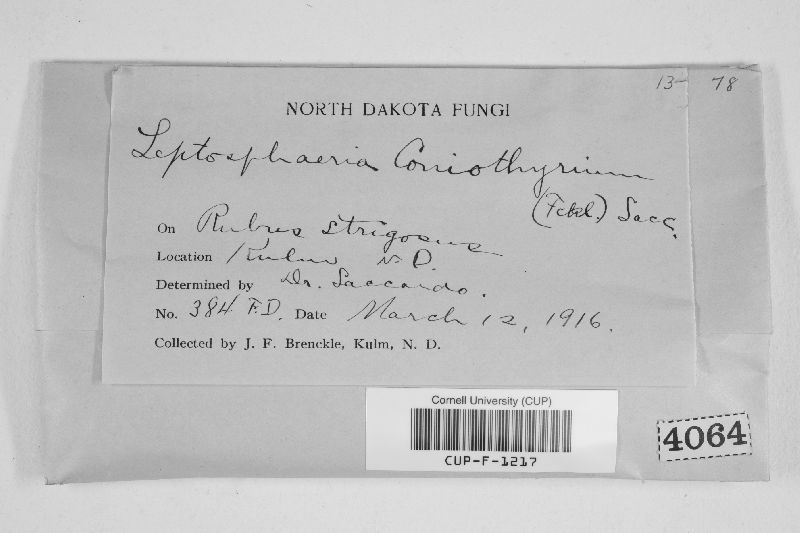 13- 78
NORTH DAKOTA FUNGI
Leptosphaeria Coniothyrium
(Fckl.) Sacc.
On Rubus strigosus
Location Kulm N. D.
Determined by Dr. Saccardo.
No. 384 F.D. Date March 12, 1916.
Collected by J. F. Brenckle, Kulm, N. D.
Cornell University (CUP)
CUP-F-1217
4064